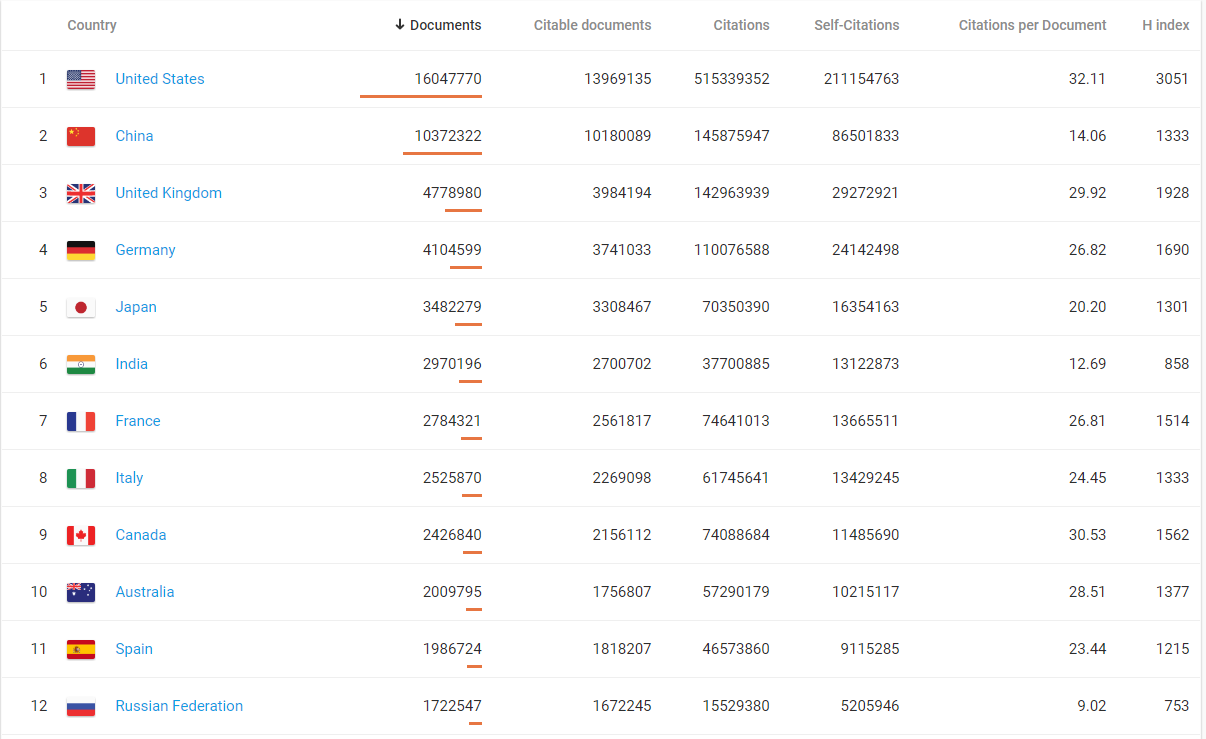 Country Documents Citable documents Citations Self-Citations Citations per Document H index
1 United States 16047770 13969135 515339352 211154763 32.11 3051
2 China 10372322 10180089 145875947 86501833 14.06 1333
3 United Kingdom 4778980 3984194 142963939 29272921 29.92 1928
4 Germany 4104599 3741033 110076588 24142498 26.82 1690
5 Japan 3482279 3308467 70350390 16354163 20.20 1301
6 India 2970196 2700702 37700885 13122873 12.69 858
7 France 2784321 2561817 74641013 13665511 26.81 1514
8 Italy 2525870 2269098 61745641 13429245 24.45 1333
9 Canada 2426840 2156112 74088684 11485690 30.53 1562
10 Australia 2009795 1756807 57290179 10215117 28.51 1377
11 Spain 1986724 1818207 46573860 9115285 23.44 1215
12 Russian Federation 1722547 1672245 15529380 5205946 9.02 753